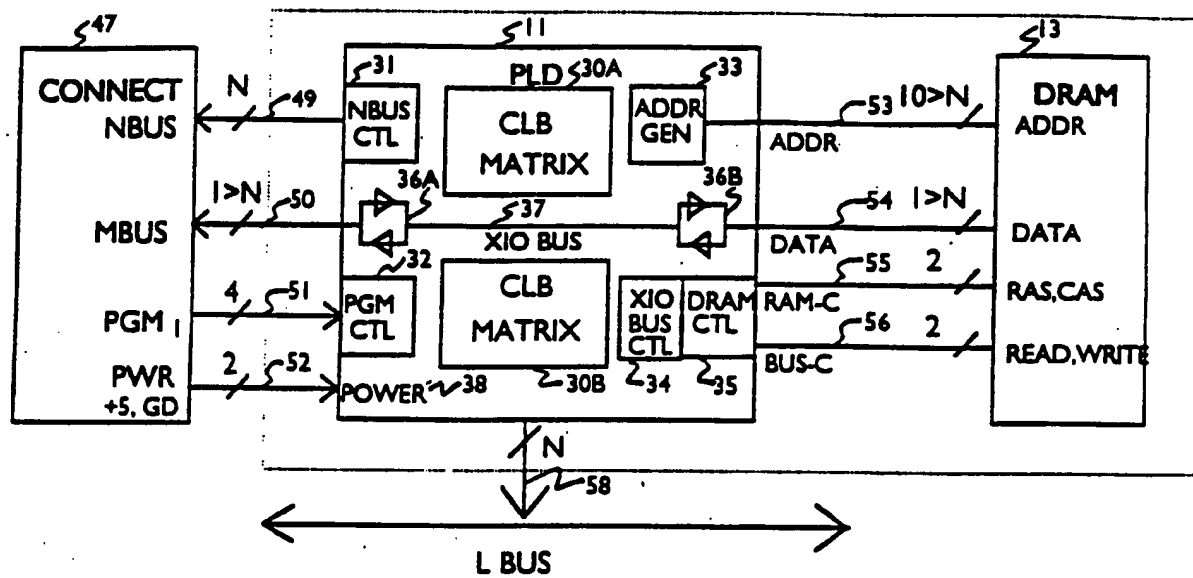 47
11
13
CONNECT
NBUS
N
49
31
NBUS
CTL
PLD
30A
CLB
MATRIX
33
ADDR
GEN
53
10>N
ADDR
DRAM
ADDR
1>N
50
MBUS
36A
37
XIO BUS
36B
54
1>N
DATA
DATA
32
4
51
PGM 1
PGM
CTL
CLB
MATRIX
30B
XIO
BUS
CTL
34
DRAM
CTL
35
RAM-C
55
2
RAS,CAS
56
2
BUS-C
READ,WRITE
PWR
+5, GD
2
52
POWER
38
N
58
L BUS